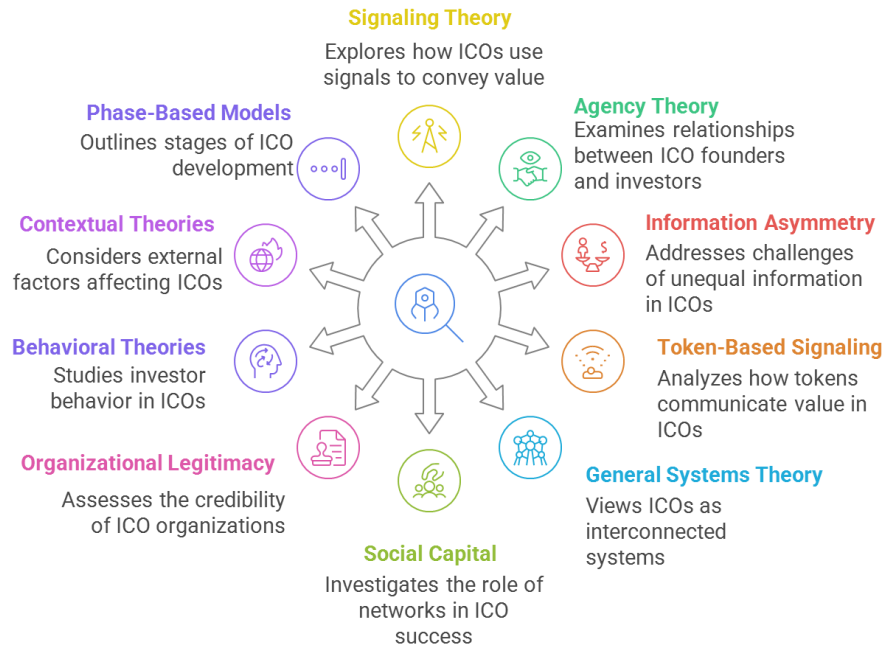 Signaling Theory
Explores how ICOs use
signals to convey value
Agency Theory
Examines relationships
between ICO founders
and investors
Information Asymmetry
Addresses challenges
of unequal information
in ICOs
Token-Based Signaling
Analyzes how tokens
communicate value in
ICOs
General Systems Theory
Views ICOs as
interconnected
systems
Social Capital
Investigates the role of
networks in ICO
success
Organizational Legitimacy
Assesses the credibility
of ICO organizations
Behavioral Theories
Studies investor
behavior in ICOs
Contextual Theories
Considers external
factors affecting ICOs
Phase-Based Models
Outlines stages of ICO
development